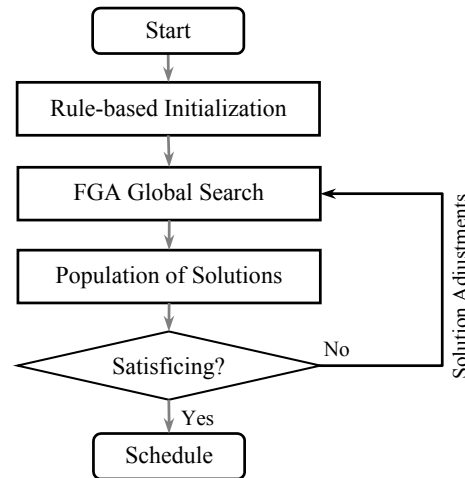 Start
Rule-based Initialization
FGA Global Search
Population of Solutions
Satisficing?
No
Solution Adjustments
Yes
Schedule